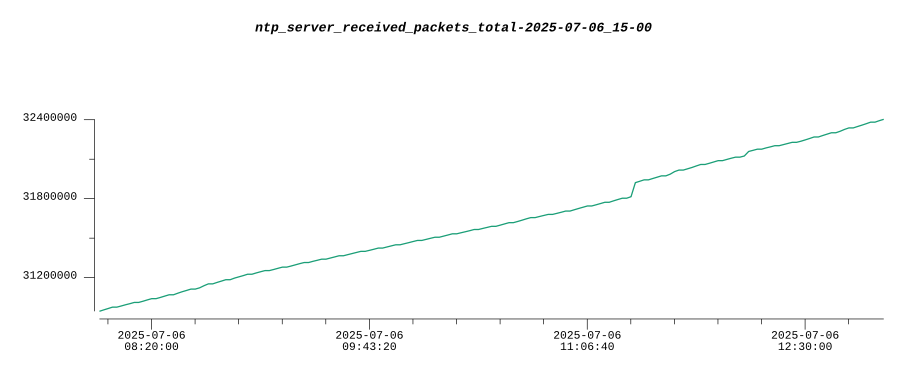 ntp_server_received_packets_total-2025-07-06_15-00
32400000
31800000
31200000
2025-07-06 2025-07-06 2025-07-06 2025-07-06
08:20:00 09:43:20 11:06:40 12:30:00